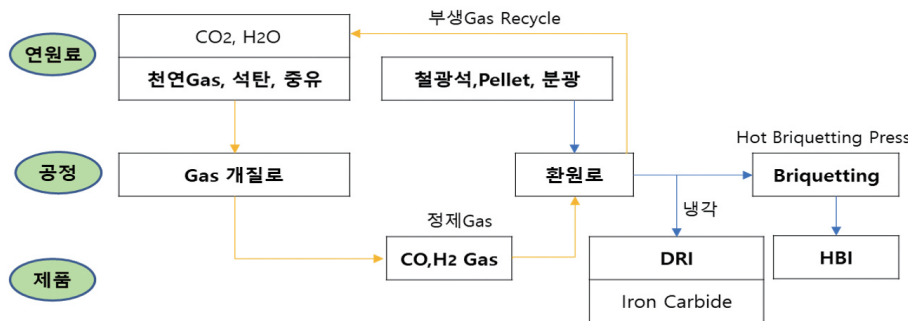 부생Gas Recycle
연원료
CO2, H2O
천연Gas, 석탄, 중유
철광석,Pellet, 분광
Hot Briquetting Press
공정
Gas 개질로
환원로
Briquetting
냉각
정제Gas
CO,H2 Gas
DRI
HBI
제품
Iron Carbide